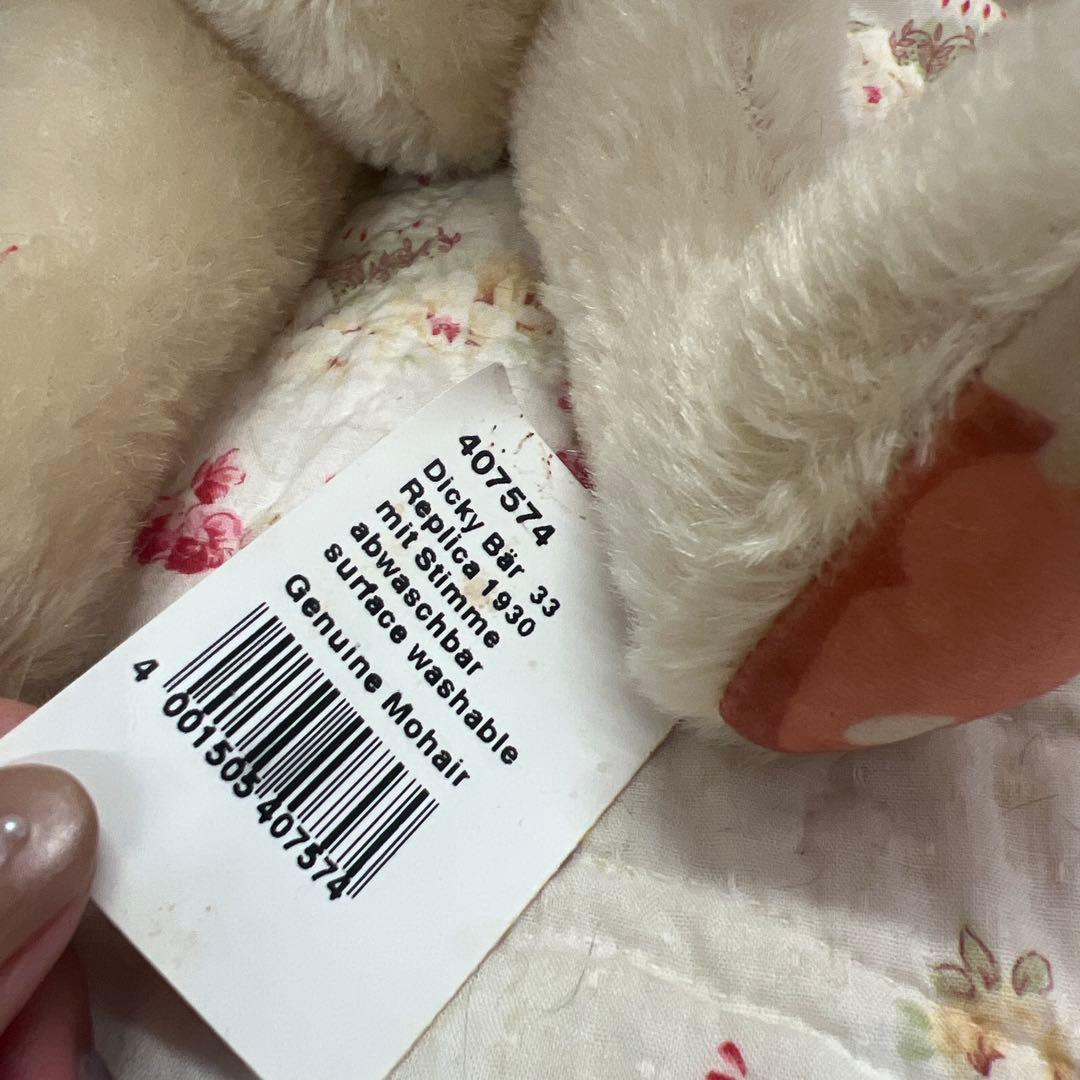 407574
Dicky Bär 33
Replica 1930
mit Stimme
abwaschbar
surface washable
Genuine Mohair
4 001505 407574